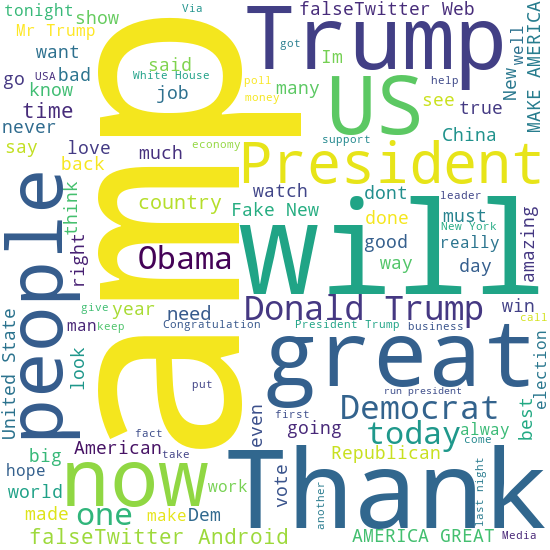 tonight
show
Via
falseTwitter Web
Mr Trump
got
Trump
said
Im
New
well
MAKE AMERICA
want
go
USA
bad
White House
poll
US
help
know
job
money
many
see
true
time
never
amp
economy
support
China
say
love
much
President
back
think
watch
dont
leader
people
country
Fake New
done
must
New York
right
Obama
will
good
really
amazing
way
day
give
year
need
Donald Trump
win
United State
man
keep
Congratulation
President Trump
business
call
look
great
election
put
run president
Democrat
best
first
even
going
today
alway
fact
American
take
Republican
come
big
hope
now
Thank
world
work
vote
last night
made
one
make
Dem
another
falseTwitter Android
AMERICA GREAT
Media